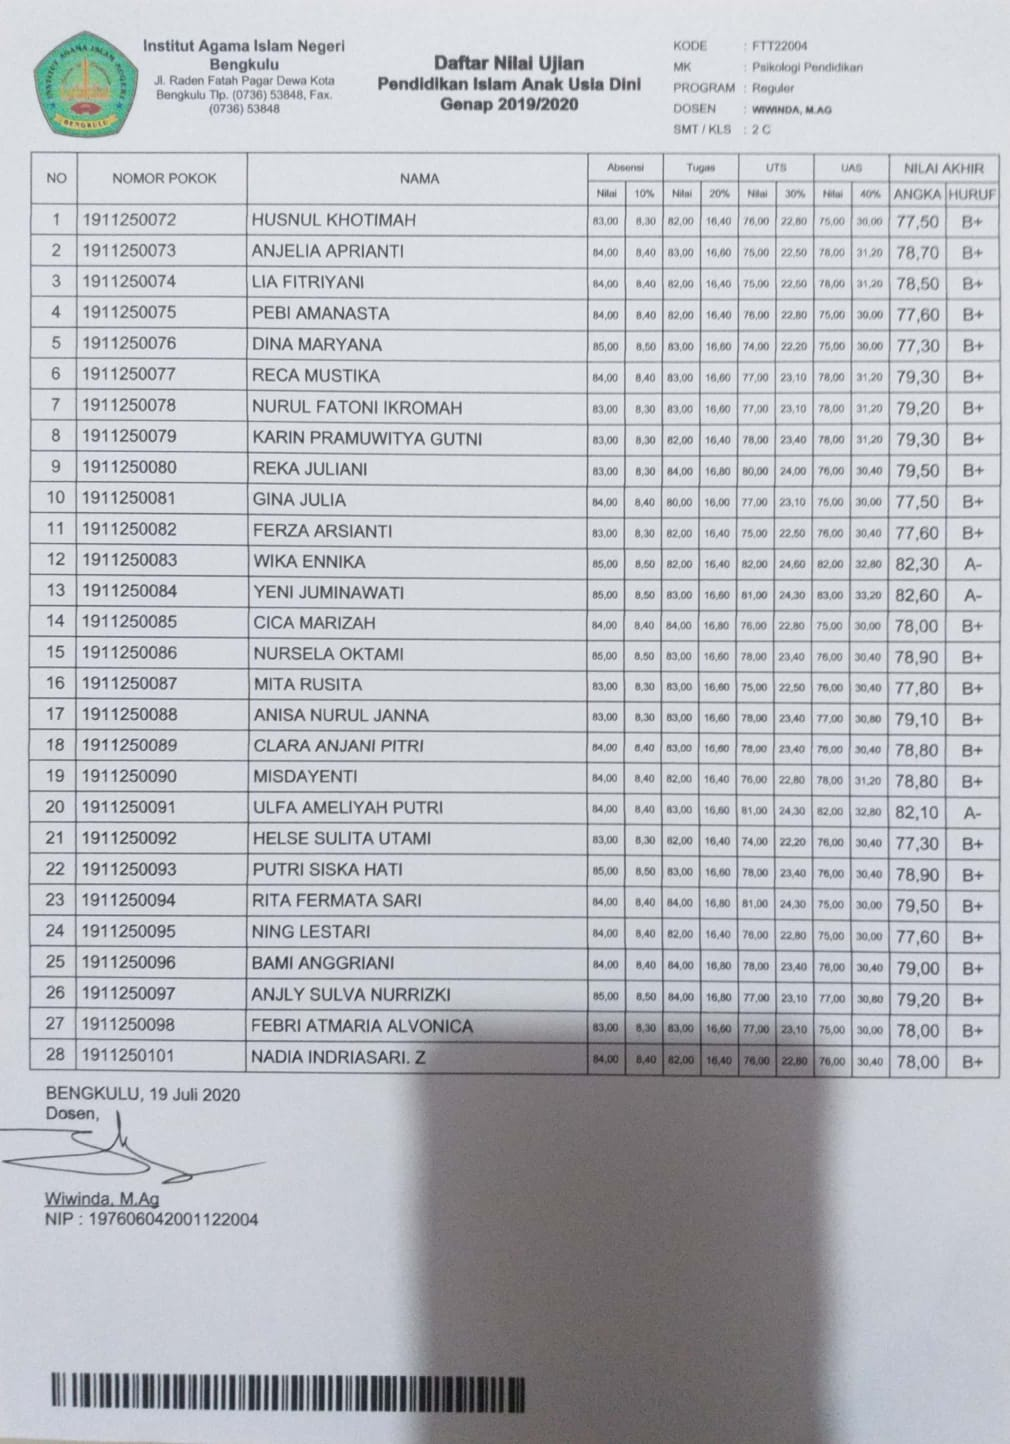 Institut Agama Islam Negeri
Bengkulu
Jl. Raden Fatah Pagar Dewa Kota
Bengkulu Tlp. (0736) 53848, Fax.
(0736) 53848
INSTITUT AGAMA ISLAM NEGERI
BENGKULU
Daftar Nilai Ujian
Pendidikan Islam Anak Usia Dini
Genap 2019/2020
KODE : FTT22004
MK : Psikologi Pendidikan
PROGRAM : Reguler
DOSEN : WIWINDA, M.AG
SMT / KLS : 2 C
NO NOMOR POKOK NAMA Absensi Tugas UTS UAS NILAI AKHIR
Nilai 10% Nilai 20% Nilai 30% Nilai 40% ANGKA HURUF
1 1911250072 HUSNUL KHOTIMAH 83,00 8,30 82,00 16,40 76,00 22,80 75,00 30,00 77,50 B+
2 1911250073 ANJELIA APRIANTI 84,00 8,40 83,00 16,60 75,00 22,50 78,00 31,20 78,70 B+
3 1911250074 LIA FITRIYANI 84,00 8,40 82,00 16,40 75,00 22,50 78,00 31,20 78,50 B+
4 1911250075 PEBI AMANASTA 84,00 8,40 82,00 16,40 76,00 22,80 75,00 30,00 77,60 B+
5 1911250076 DINA MARYANA 85,00 8,50 83,00 16,60 74,00 22,20 75,00 30,00 77,30 B+
6 1911250077 RECA MUSTIKA 84,00 8,40 83,00 16,60 77,00 23,10 78,00 31,20 79,30 B+
7 1911250078 NURUL FATONI IKROMAH 83,00 8,30 83,00 16,60 77,00 23,10 78,00 31,20 79,20 B+
8 1911250079 KARIN PRAMUWITYA GUTNI 83,00 8,30 82,00 16,40 78,00 23,40 78,00 31,20 79,30 B+
9 1911250080 REKA JULIANI 83,00 8,30 84,00 16,80 80,00 24,00 76,00 30,40 79,50 B+
10 1911250081 GINA JULIA 84,00 8,40 80,00 16,00 77,00 23,10 75,00 30,00 77,50 B+
11 1911250082 FERZA ARSIANTI 83,00 8,30 82,00 16,40 75,00 22,50 76,00 30,40 77,60 B+
12 1911250083 WIKA ENNIKA 85,00 8,50 82,00 16,40 82,00 24,60 82,00 32,80 82,30 A-
13 1911250084 YENI JUMINAWATI 85,00 8,50 83,00 16,60 81,00 24,30 83,00 33,20 82,60 A-
14 1911250085 CICA MARIZAH 84,00 8,40 84,00 16,80 76,00 22,80 75,00 30,00 78,00 B+
15 1911250086 NURSELA OKTAMI 85,00 8,50 83,00 16,60 78,00 23,40 76,00 30,40 78,90 B+
16 1911250087 MITA RUSITA 83,00 8,30 83,00 16,60 75,00 22,50 76,00 30,40 77,80 B+
17 1911250088 ANISA NURUL JANNA 83,00 8,30 83,00 16,60 78,00 23,40 77,00 30,80 79,10 B+
18 1911250089 CLARA ANJANI PITRI 84,00 8,40 83,00 16,60 78,00 23,40 76,00 30,40 78,80 B+
19 1911250090 MISDAYENTI 84,00 8,40 82,00 16,40 76,00 22,80 78,00 31,20 78,80 B+
20 1911250091 ULFA AMELIYAH PUTRI 84,00 8,40 83,00 16,60 81,00 24,30 82,00 32,80 82,10 A-
21 1911250092 HELSE SULITA UTAMI 83,00 8,30 82,00 16,40 74,00 22,20 76,00 30,40 77,30 B+
22 1911250093 PUTRI SISKA HATI 85,00 8,50 83,00 16,60 78,00 23,40 76,00 30,40 78,90 B+
23 1911250094 RITA FERMATA SARI 84,00 8,40 84,00 16,80 81,00 24,30 75,00 30,00 79,50 B+
24 1911250095 NING LESTARI 84,00 8,40 82,00 16,40 76,00 22,80 75,00 30,00 77,60 B+
25 1911250096 BAMI ANGGRIANI 84,00 8,40 84,00 16,80 78,00 23,40 76,00 30,40 79,00 B+
26 1911250097 ANJLY SULVA NURRIZKI 85,00 8,50 84,00 16,80 77,00 23,10 77,00 30,80 79,20 B+
27 1911250098 FEBRI ATMARIA ALVONICA 83,00 8,30 83,00 16,60 77,00 23,10 75,00 30,00 78,00 B+
28 1911250101 NADIA INDRIASARI. Z 84,00 8,40 82,00 16,40 76,00 22,80 76,00 30,40 78,00 B+
BENGKULU, 19 Juli 2020
Dosen,
Wiwinda, M.Ag
NIP : 197606042001122004